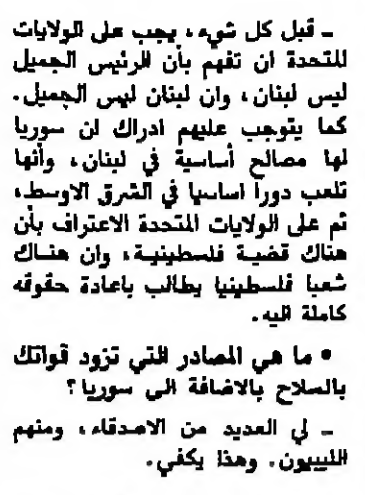 ـ قبل كل شيء، يجب على الولايات
المتحدة ان تفهم بأن الرئيس الجميل
ليس لبنان، وان لبنان ليس الجميل.
كما يتوجب عليهم ادراك ان سوريا
لها مصالح أساسية في لبنان، وأنها
تلعب دورا اساسيا في الشرق الاوسط،
ثم على الولايات المتحدة الاعتراف بأن
هناك قضية فلسطينية، وان هناك
شعبا فلسطينيا يطالب باعادة حقوقه
كاملة اليه.
• ما هي المصادر التي تزود قواتك
بالسلاح بالاضافة الى سوريا؟
ـ لي العديد من الاصدقاء، ومنهم
الليبيون. وهذا يكفي.